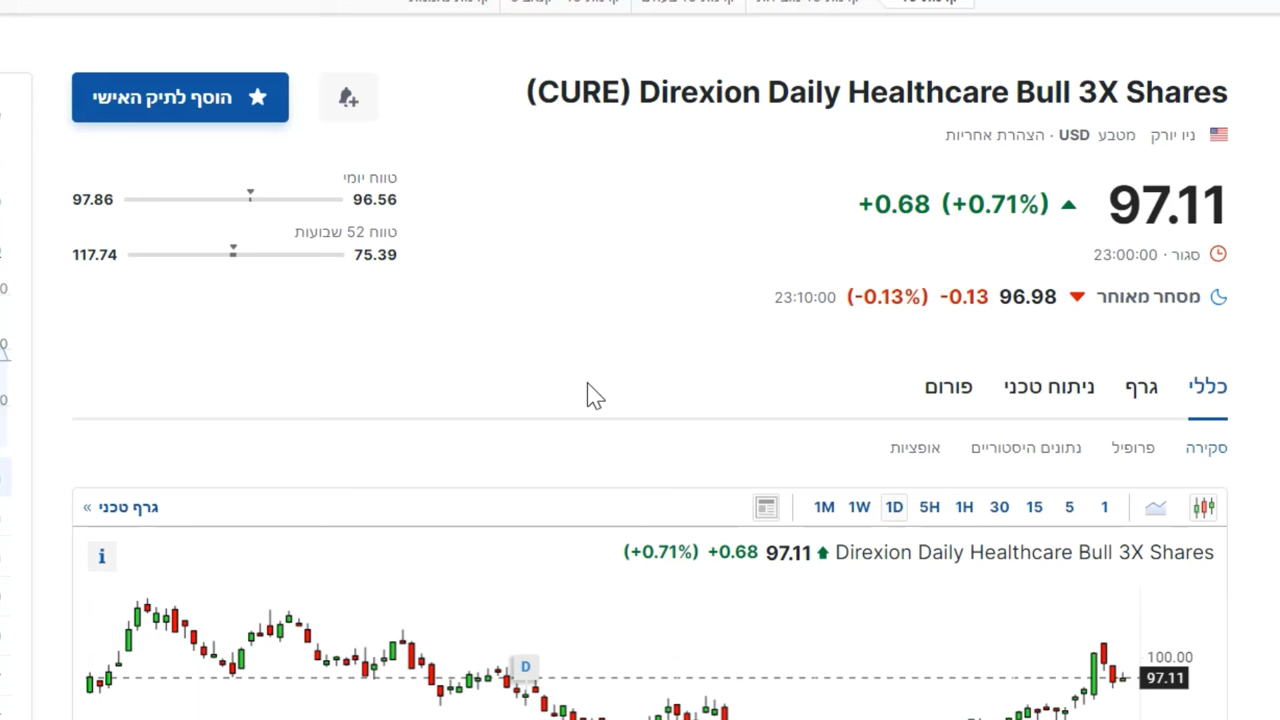 (CURE) Direxion Daily Healthcare Bull 3X Shares
הוסף לתיק האישי
ניו יורק מטבע USD · הצהרת אחריות
97.11 +0.68 (+0.71%)
סגור · 23:00:00
מסחר מאוחר 96.98 -0.13 (-0.13%) 23:10:00
טווח יומי
96.56 97.86
טווח 52 שבועות
75.39 117.74
כללי גרף ניתוח טכני פורום
סקירה פרופיל נתונים היסטוריים אופציות
1 5 15 30 1H 5H 1D 1W 1M
גרף טכני »
Direxion Daily Healthcare Bull 3X Shares 97.11 +0.68 (+0.71%)
i
D
100.00
97.11